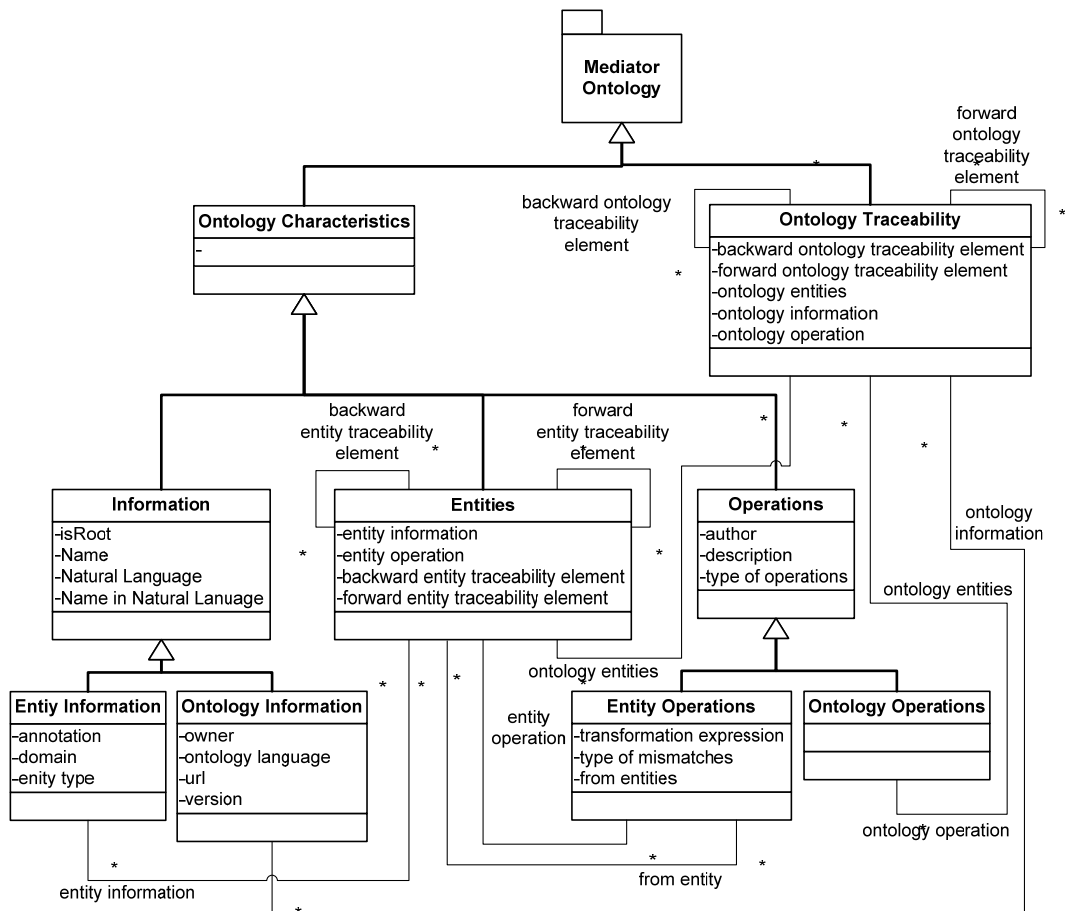 Mediator
Ontology
forward
ontology
traceability
element
*
*
*
backward ontology
traceability
element
*
Ontology Characteristics
-
Ontology Traceability
-backward ontology traceability element
-forward ontology traceability element
-ontology entities
-ontology information
-ontology operation
backward
entity traceability
element
*
forward
entity traceability
element
*
*
*
*
Information
-isRoot
-Name
-Natural Language
-Name in Natural Lanuage
*
Entities
-entity information
-entity operation
-backward entity traceability element
-forward entity traceability element
*
Operations
-author
-description
-type of operations
ontology
information
ontology entities
ontology entities
*
*
*
*
Entiy Information
-annotation
-domain
-enity type
Ontology Information
-owner
-ontology language
-url
-version
entity
operation
Entity Operations
-transformation expression
-type of mismatches
-from entities
Ontology Operations
ontology operation
*
*
entity information
*
*
from entity
*